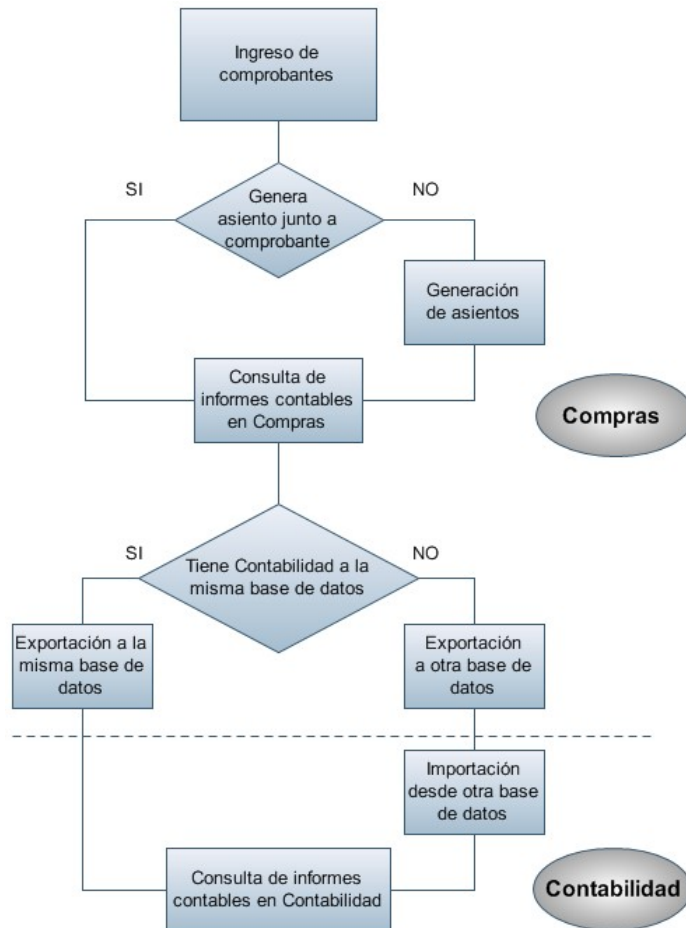 Ingreso de
comprobantes
SI
NO
Genera
asiento junto a
comprobante
Generación
de asientos
Consulta de
informes contables
en Compras
Compras
SI
NO
Tiene Contabilidad a la
misma base de datos
Exportación a la
misma base de
datos
Exportación
a otra base de
datos
Importación
desde otra base
de datos
Consulta de informes
contables en Contabilidad
Contabilidad